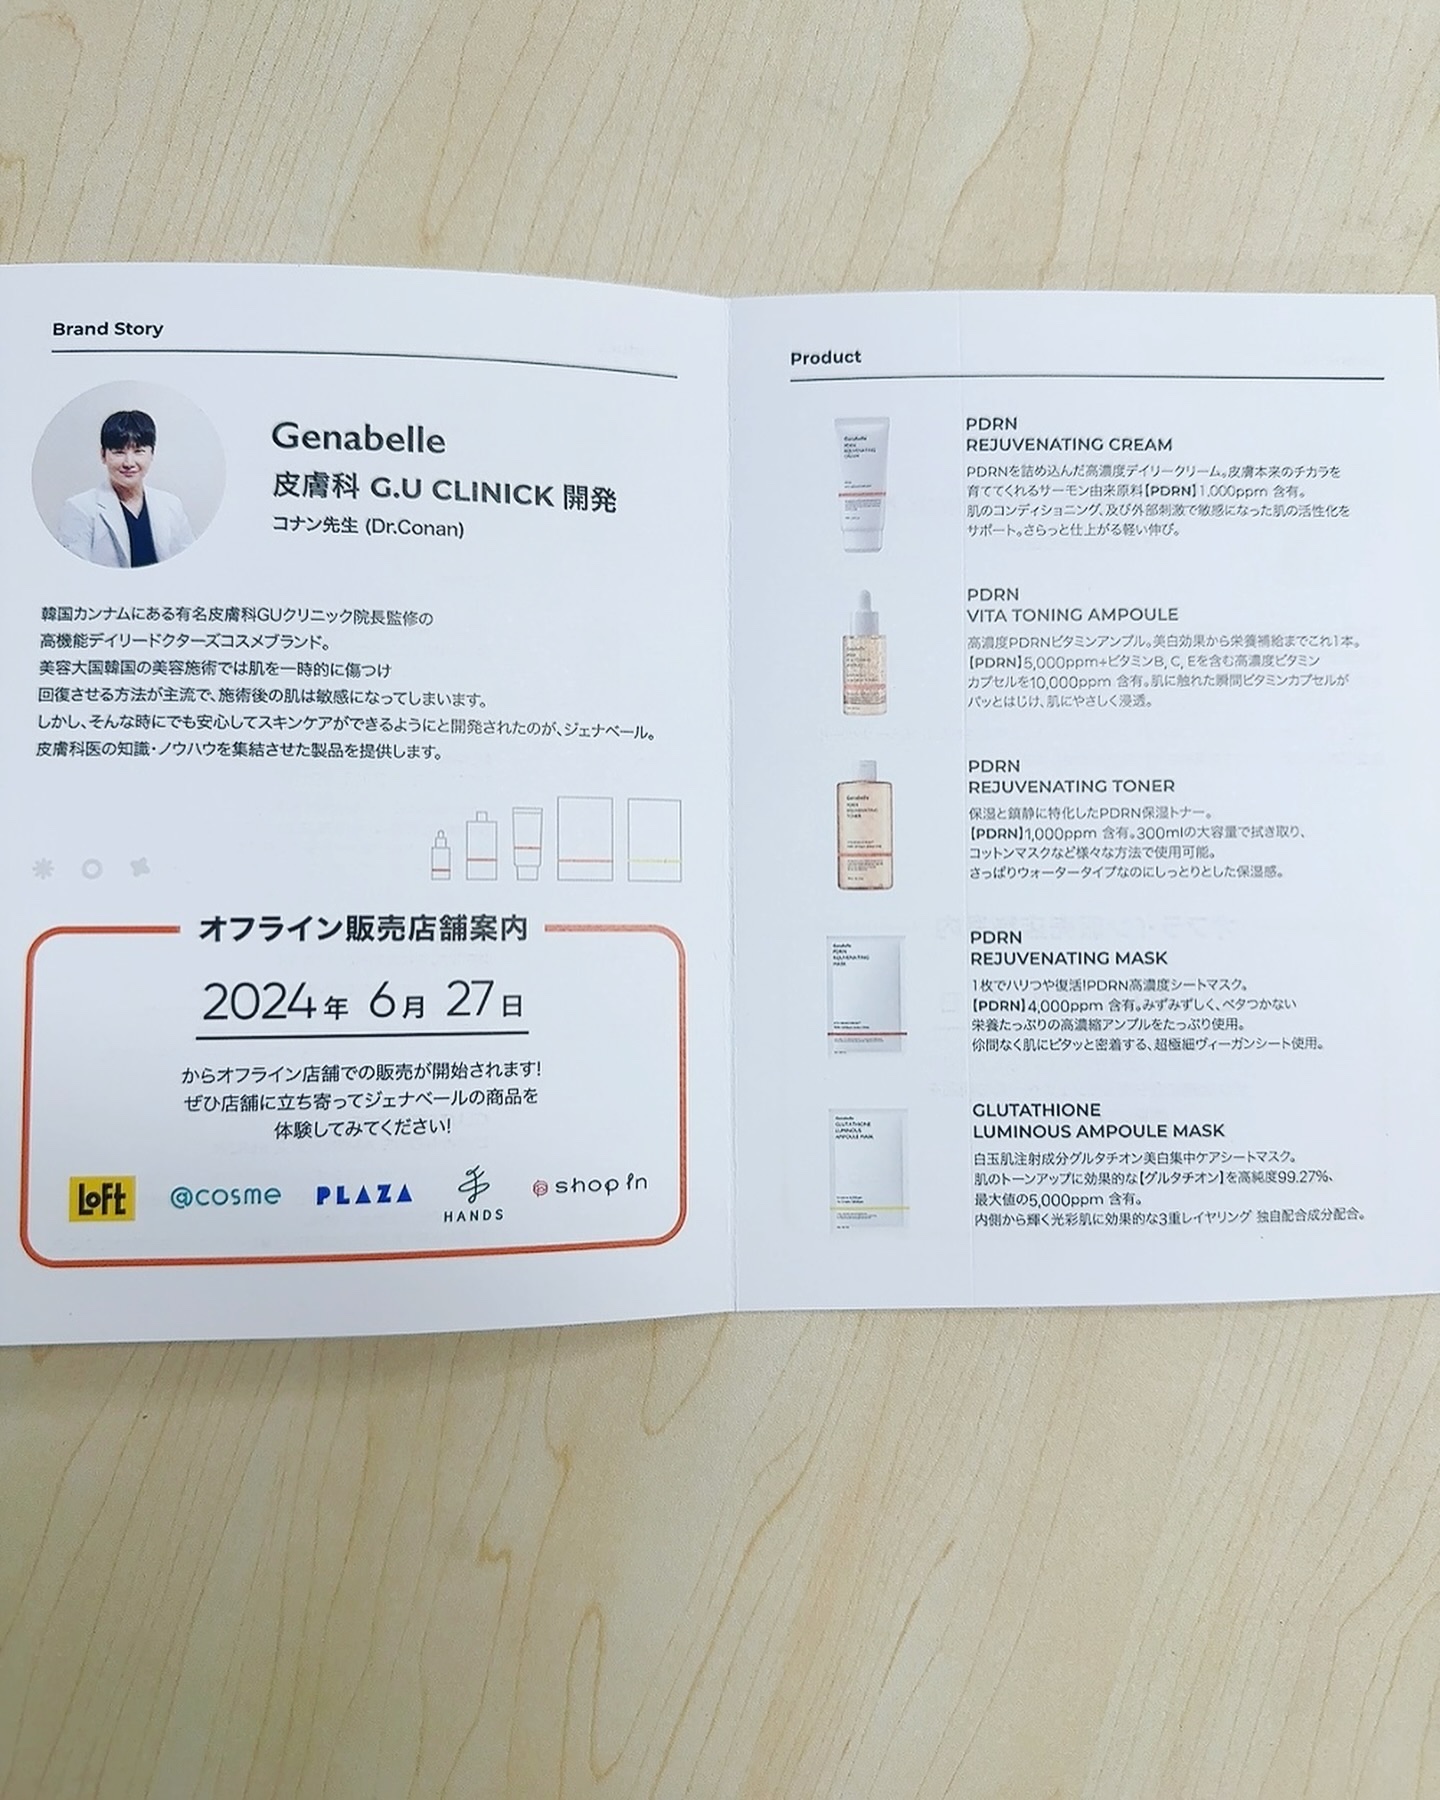 Brand Story
Genabelle
皮膚科 G.U CLINICK 開発
コナン先生 (Dr.Conan)
韓国カンナムにある有名皮膚科GUクリニック院長監修の
高機能デイリードクターズコスメブランド。
美容大国韓国の美容施術では肌を一時的に傷つけ
回復させる方法が主流で、施術後の肌は敏感になってしまいます。
しかし、そんな時にでも安心してスキンケアができるようにと開発されたのが、ジェナベール。
皮膚科医の知識・ノウハウを集結させた製品を提供します。
オフライン販売店舗案内
2024年 6月 27日
からオフライン店舗での販売が開始されます!
ぜひ店舗に立ち寄ってジェナベールの商品を
体験してみてください!
LOFT @cosme PLAZA HANDS shop in
Product
PDRN
REJUVENATING CREAM
PDRNを詰め込んだ高濃度デイリークリーム。皮膚本来のチカラを
育ててくれるサーモン由来原料【PDRN】1,000ppm 含有。
肌のコンディショニング、及び外部刺激で敏感になった肌の活性化を
サポート。さらっと仕上がる軽い伸び。
PDRN
VITA TONING AMPOULE
高濃度PDRNビタミンアンプル。美白効果から栄養補給までこれ1本。
【PDRN】5,000ppm+ビタミンB, C, Eを含む高濃度ビタミン
カプセルを10,000ppm 含有。肌に触れた瞬間ビタミンカプセルが
パッとはじけ、肌にやさしく浸透。
PDRN
REJUVENATING TONER
保湿と鎮静に特化したPDRN保湿トナー。
【PDRN】1,000ppm 含有。300mlの大容量で拭き取り、
コットンマスクなど様々な方法で使用可能。
さっぱりウォータータイプなのにしっとりとした保湿感。
PDRN
REJUVENATING MASK
1枚でハリつや復活!PDRN高濃度シートマスク。
【PDRN】4,000ppm 含有。みずみずしく、ベタつかない
栄養たっぷりの高濃縮アンプルをたっぷり使用。
伱間なく肌にピタッと密着する、超極細ヴィーガンシート使用。
GLUTATHIONE
LUMINOUS AMPOULE MASK
白玉肌注射成分グルタチオン美白集中ケアシートマスク。
肌のトーンアップに効果的な【グルタチオン】を高純度99.27%、
最大値の5,000ppm 含有。
内側から輝く光彩肌に効果的な3重レイヤリング 独自配合成分配合。